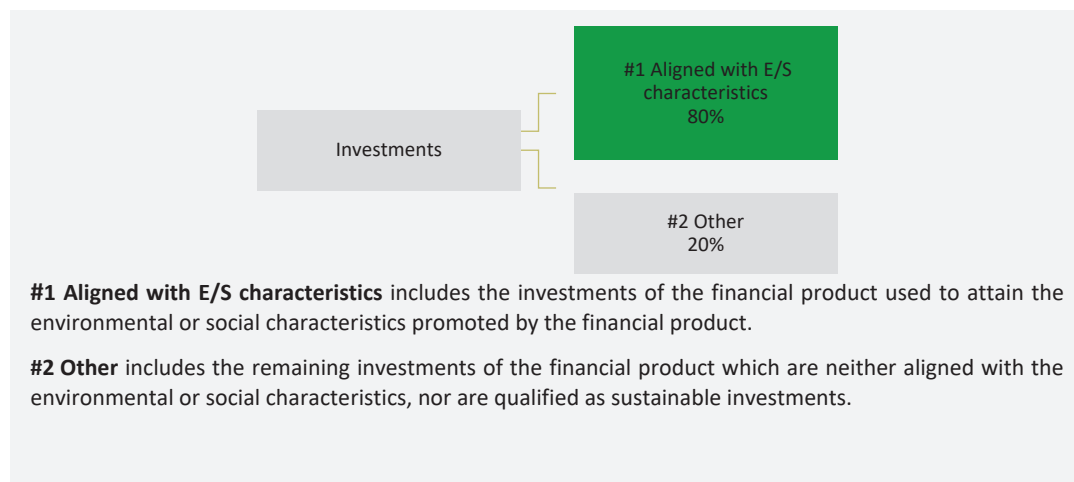 #1 Aligned with E/S
characteristics
80%
Investments
#2 Other
20%
#1 Aligned with E/S characteristics includes the investments of the financial product used to attain the
environmental or social characteristics promoted by the financial product.
#2 Other includes the remaining investments of the financial product which are neither aligned with the
environmental or social characteristics, nor are qualified as sustainable investments.